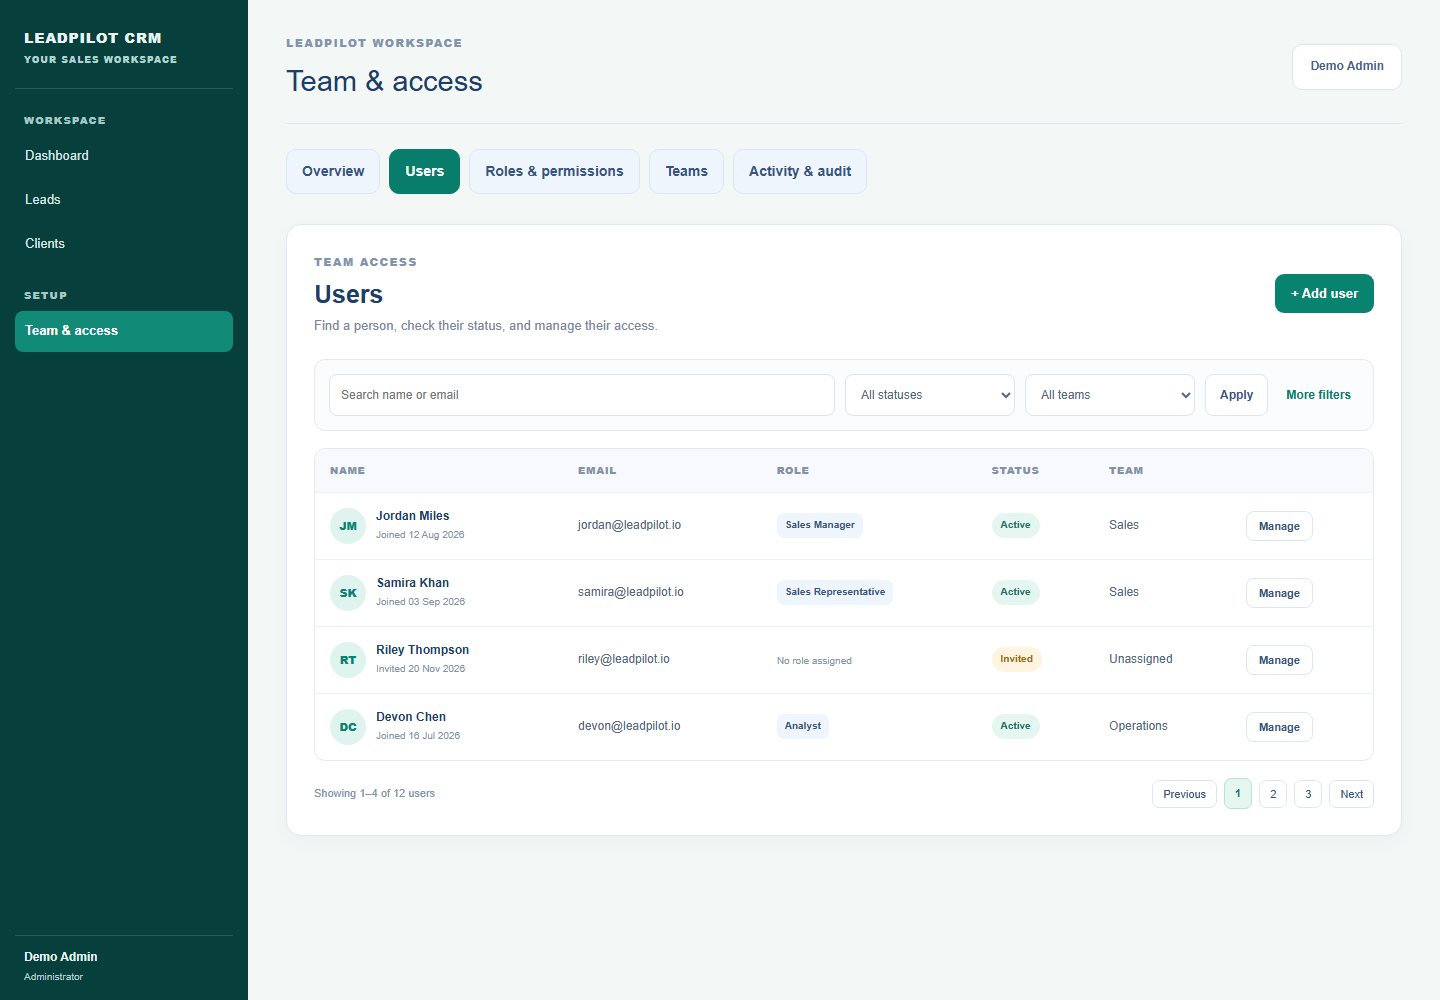 LEADPILOT CRM
YOUR SALES WORKSPACE
WORKSPACE
Dashboard
Leads
Clients
SETUP
Team & access
Demo Admin
Administrator
LEADPILOT WORKSPACE
Team & access
Demo Admin
Overview Users Roles & permissions Teams Activity & audit
TEAM ACCESS
Users
Find a person, check their status, and manage their access.
+ Add user
Search name or email All statuses All teams Apply More filters
NAME EMAIL ROLE STATUS TEAM
JM Jordan Miles jordan@leadpilot.io Sales Manager Active Sales Manage
Joined 12 Aug 2026
SK Samira Khan samira@leadpilot.io Sales Representative Active Sales Manage
Joined 03 Sep 2026
RT Riley Thompson riley@leadpilot.io No role assigned Invited Unassigned Manage
Invited 20 Nov 2026
DC Devon Chen devon@leadpilot.io Analyst Active Operations Manage
Joined 16 Jul 2026
Showing 1–4 of 12 users Previous 1 2 3 Next